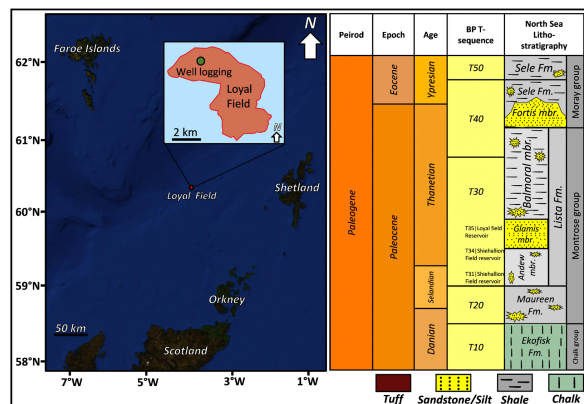 N
Faroe Islands
62°N
Well logging
Loyal
Field
2 km
N
61°N
Shetland
Loyal Field
60°N
59°N
Orkney
50 km
Scotland
58°N
7°W
5°W
3°W
1°W
Peirod
Epoch
Age
BP T-
sequence
North Sea
Litho-
stratigraphy
Paleogene
Eocene
Paleocene
Ypresian
Thanetian
Selandian
Danian
T50
T40
T30
T35|Loyal field
Reservoir
T34|Shiehallion
Field reservoir
T31|Shiehallion
Field reservoir
T20
T10
Sele Fm.
Sele Fm.
Fortis mbr.
Balmoral mbr.
Glamis
mbr.
Andew
mbr.
Lista Fm.
Maureen
Fm.
Ekofisk
Fm.
Moray group
Montrose group
Chalk group
Tuff
Sandstone/Silt
Shale
Chalk